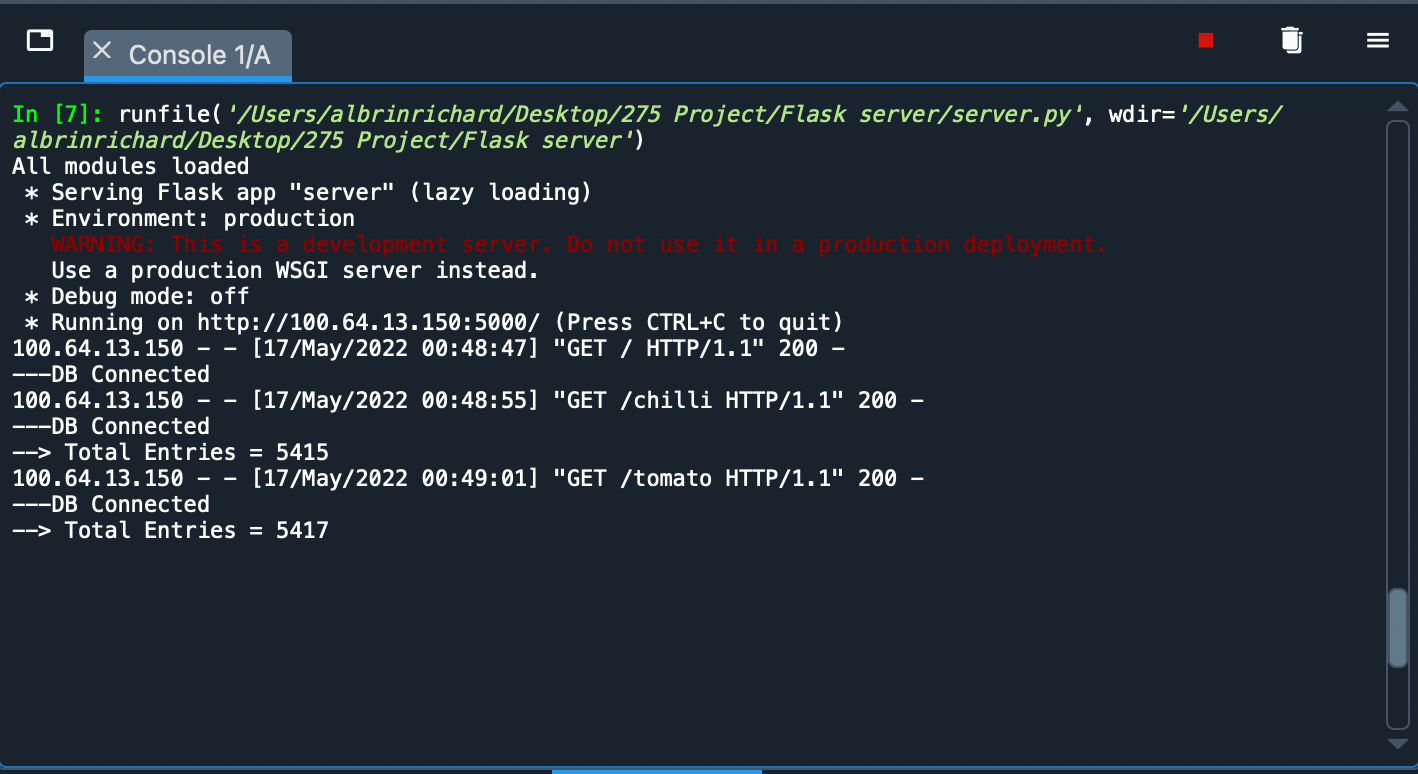 Console 1/A
In [7]: runfile('/Users/albrinrichard/Desktop/275 Project/Flask server/server.py', wdir='/Users/
albrinrichard/Desktop/275 Project/Flask server')
All modules loaded
 * Serving Flask app "server" (lazy loading)
 * Environment: production
   WARNING: This is a development server. Do not use it in a production deployment.
   Use a production WSGI server instead.
 * Debug mode: off
 * Running on http://100.64.13.150:5000/ (Press CTRL+C to quit)
100.64.13.150 - - [17/May/2022 00:48:47] "GET / HTTP/1.1" 200 -
---DB Connected
100.64.13.150 - - [17/May/2022 00:48:55] "GET /chilli HTTP/1.1" 200 -
---DB Connected
--> Total Entries = 5415
100.64.13.150 - - [17/May/2022 00:49:01] "GET /tomato HTTP/1.1" 200 -
---DB Connected
--> Total Entries = 5417